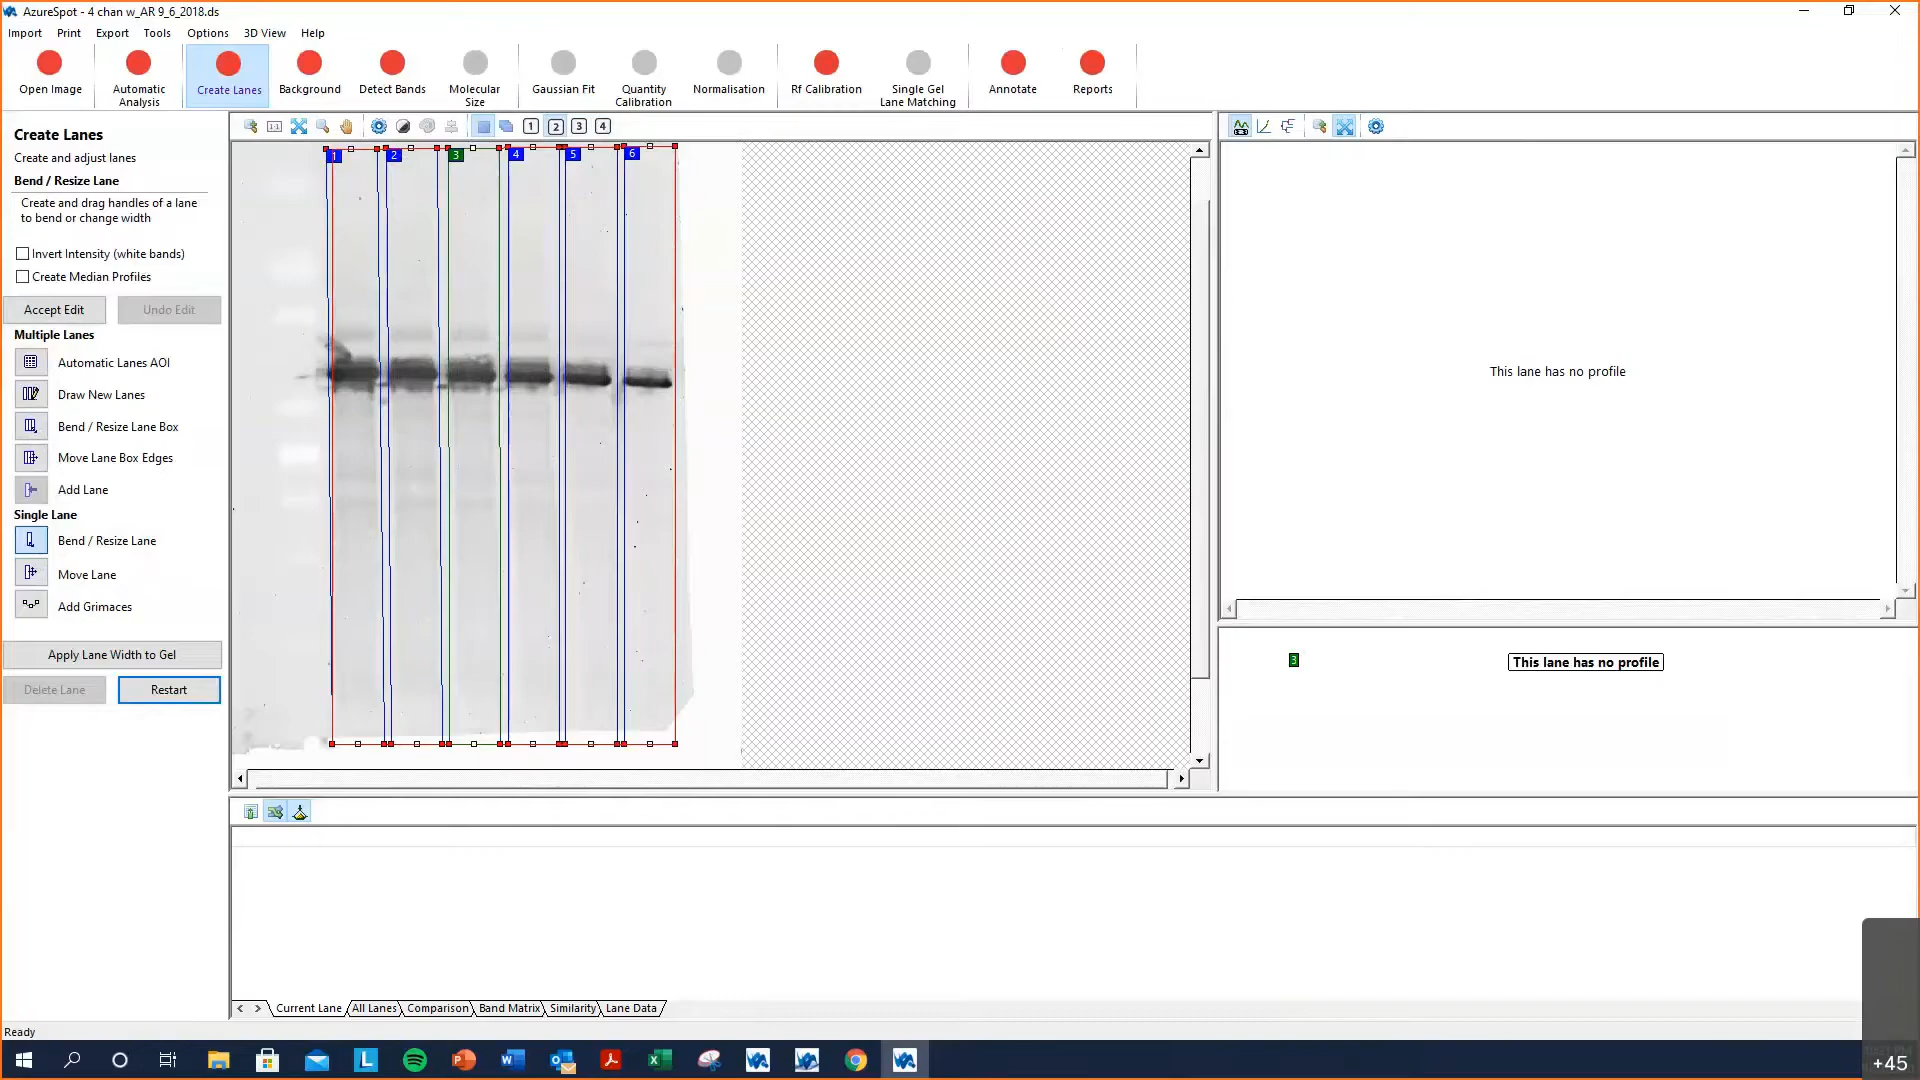 AzureSpot - 4 chan w_AR 9_6_2018.ds
Import Print Export Tools Options 3D View Help
Open Image
Automatic Analysis
Create Lanes
Background
Detect Bands
Molecular Size
Gaussian Fit
Quantity Calibration
Normalisation
Rf Calibration
Single Gel Lane Matching
Annotate
Reports
Create Lanes
Create and adjust lanes
Bend / Resize Lane
Create and drag handles of a lane
to bend or change width
Invert Intensity (white bands)
Create Median Profiles
Accept Edit Undo Edit
Multiple Lanes
Automatic Lanes AOI
Draw New Lanes
Bend / Resize Lane Box
Move Lane Box Edges
Add Lane
Single Lane
Bend / Resize Lane
Move Lane
Add Grimaces
Apply Lane Width to Gel
Delete Lane Restart
1:1 1 2 3 4
1 2 3 4 5 6
This lane has no profile
3 This lane has no profile
Current Lane All Lanes Comparison Band Matrix Similarity Lane Data
Ready
+45